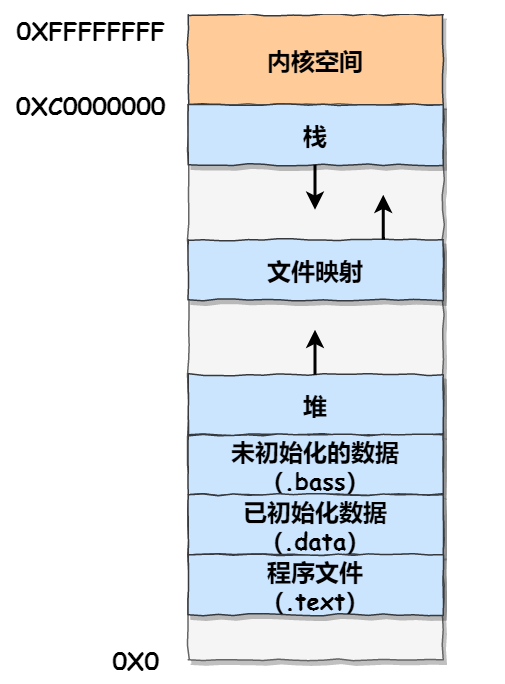 0XFFFFFFFF
内核空间
0XC0000000
栈
文件映射
堆
未初始化的数据
(.bass)
已初始化数据
(.data)
程序文件
(.text)
0X0